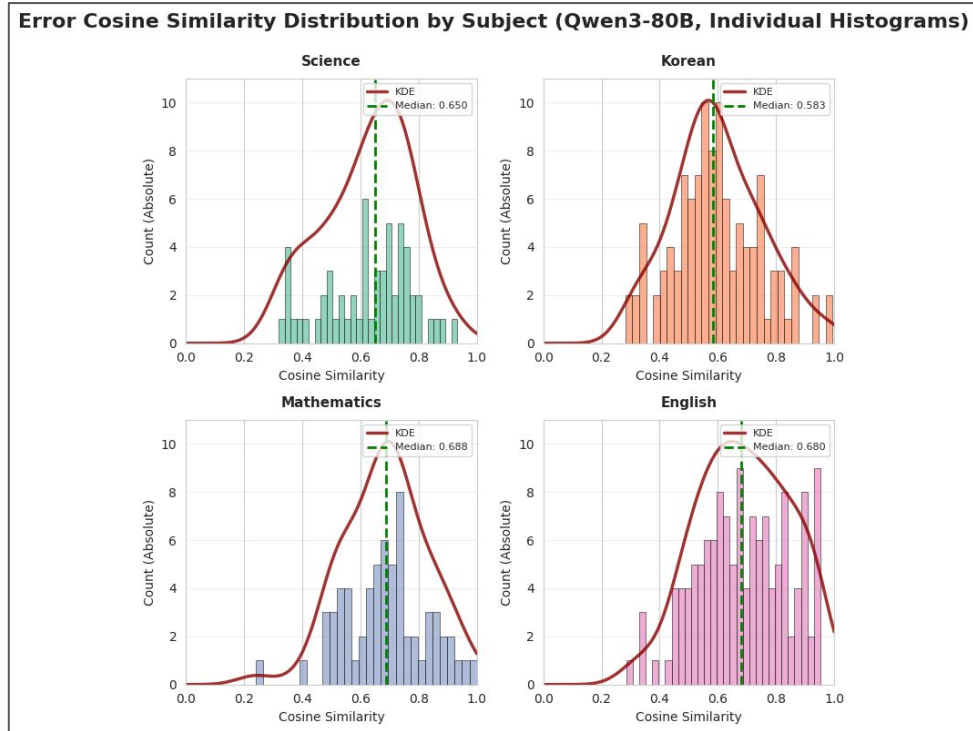 Error Cosine Similarity Distribution by Subject (Qwen3-80B, Individual Histograms)
Science
KDE
Median: 0.650
Count (Absolute)
10
8
6
4
2
0
0.0 0.2 0.4 0.6 0.8 1.0
Cosine Similarity
Korean
KDE
Median: 0.583
Count (Absolute)
10
8
6
4
2
0
0.0 0.2 0.4 0.6 0.8 1.0
Cosine Similarity
Mathematics
KDE
Median: 0.688
Count (Absolute)
10
8
6
4
2
0
0.0 0.2 0.4 0.6 0.8 1.0
Cosine Similarity
English
KDE
Median: 0.680
Count (Absolute)
10
8
6
4
2
0
0.0 0.2 0.4 0.6 0.8 1.0
Cosine Similarity